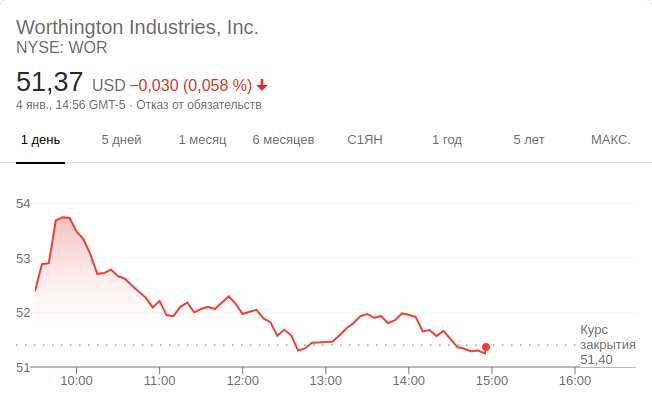 Worthington Industries, Inc.
NYSE: WOR
51,37 USD −0,030 (0,058 %)
4 янв., 14:56 GMT-5 · Отказ от обязательств
1 день 5 дней 1 месяц 6 месяцев С1ЯН 1 год 5 лет МАКС.
54
53
52
51
Курс
закрытия
51,40
10:00 11:00 12:00 13:00 14:00 15:00 16:00